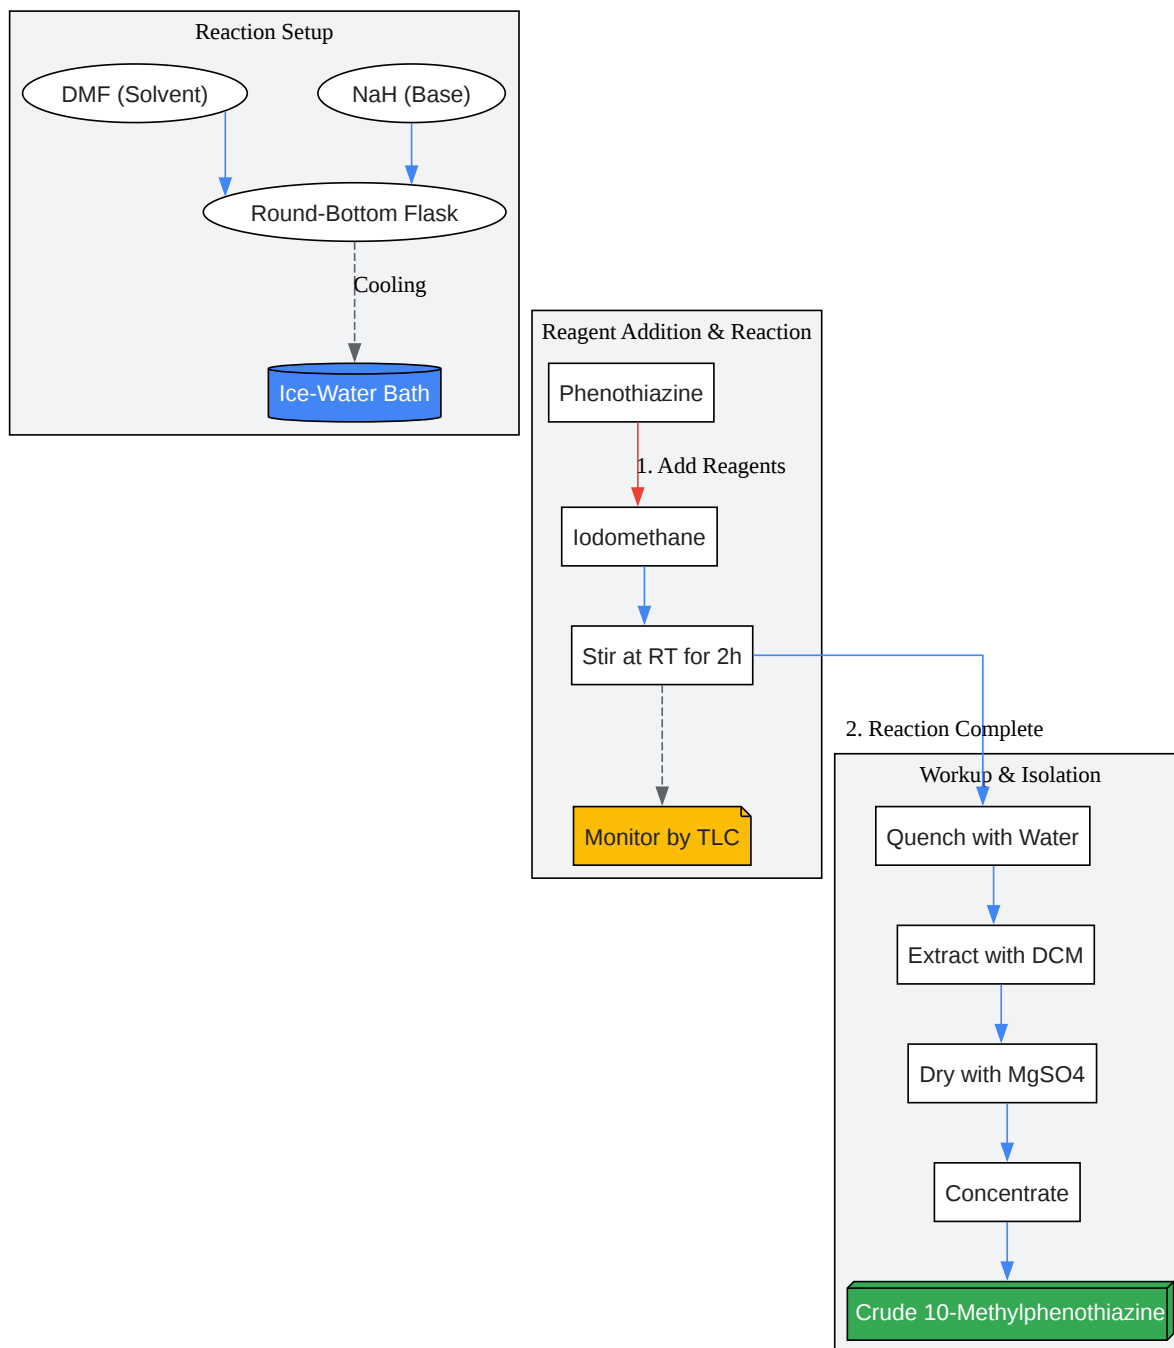 Reaction Setup
DMF (Solvent)
NaH (Base)
Round-Bottom Flask
Cooling
Ice-Water Bath
Reagent Addition & Reaction
Phenothiazine
1. Add Reagents
Iodomethane
Stir at RT for 2h
Monitor by TLC
2. Reaction Complete
Workup & Isolation
Quench with Water
Extract with DCM
Dry with MgSO4
Concentrate
Crude 10-Methylphenothiazine